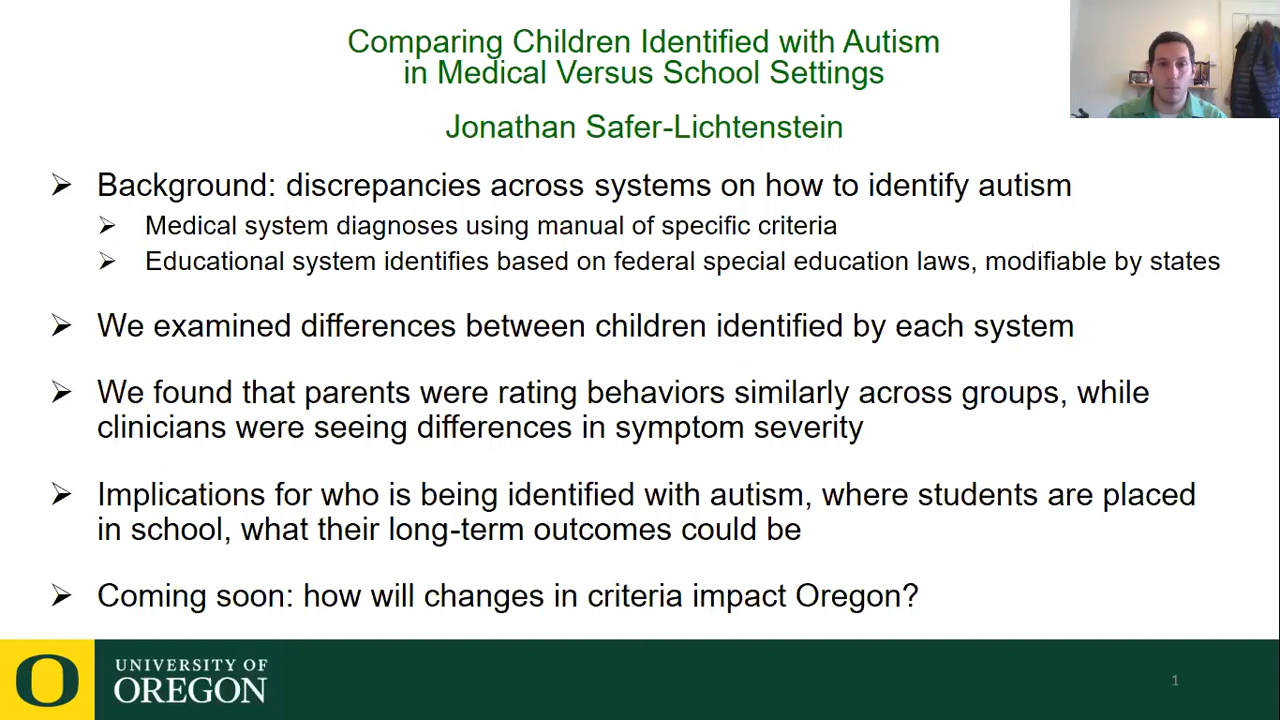 Comparing Children Identified with Autism
in Medical Versus School Settings
Jonathan Safer-Lichtenstein
➢ Background: discrepancies across systems on how to identify autism
➢ Medical system diagnoses using manual of specific criteria
➢ Educational system identifies based on federal special education laws, modifiable by states
➢ We examined differences between children identified by each system
➢ We found that parents were rating behaviors similarly across groups, while
clinicians were seeing differences in symptom severity
➢ Implications for who is being identified with autism, where students are placed
in school, what their long-term outcomes could be
➢ Coming soon: how will changes in criteria impact Oregon?
O
UNIVERSITY OF
OREGON
1